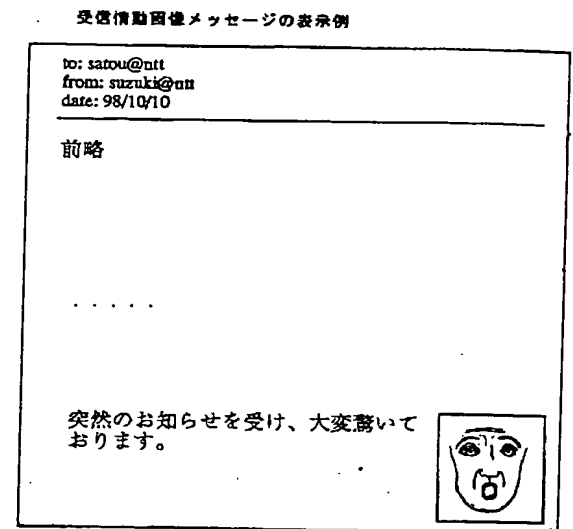 受信情動画像メッセージの表示例
to: satou@ntt
from: suzuki@ntt
date: 98/10/10
前略
・・・・・
突然のお知らせを受け、大変驚いて
おります。